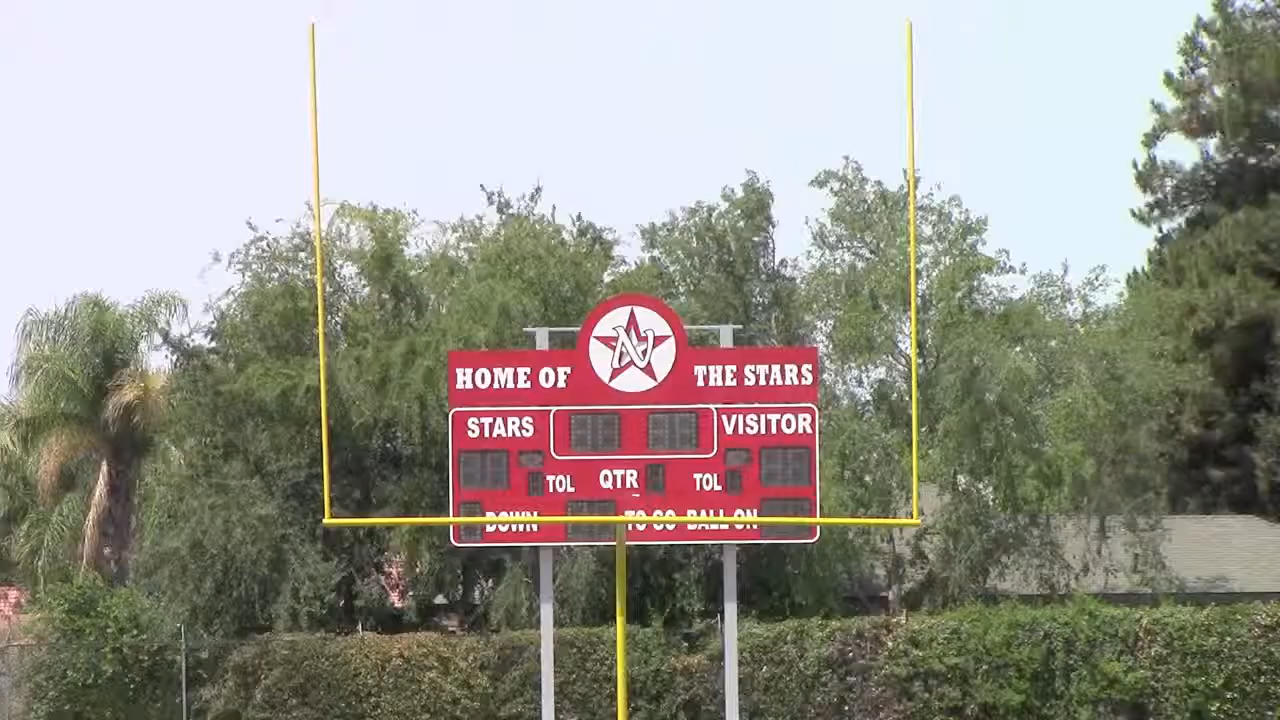 N
HOME OF THE STARS
STARS VISITOR
TOL QTR TOL
DOWN TO GO BALL ON